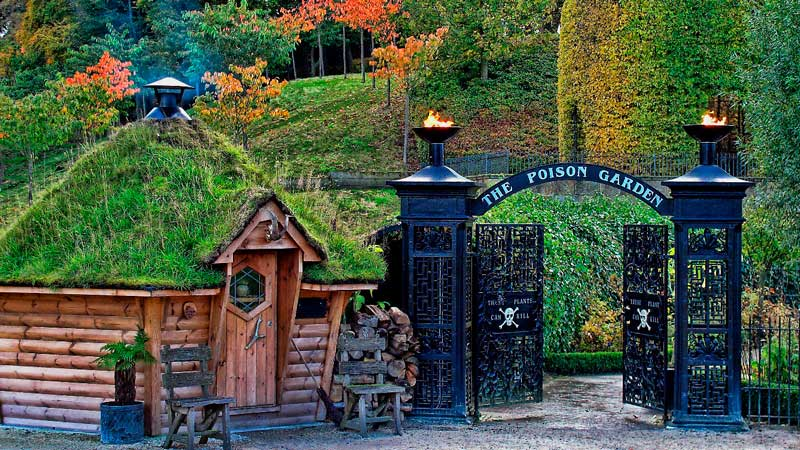 THE POISON GARDEN
THESE PLANTS
CAN KILL
THESE PLANTS
CAN KILL